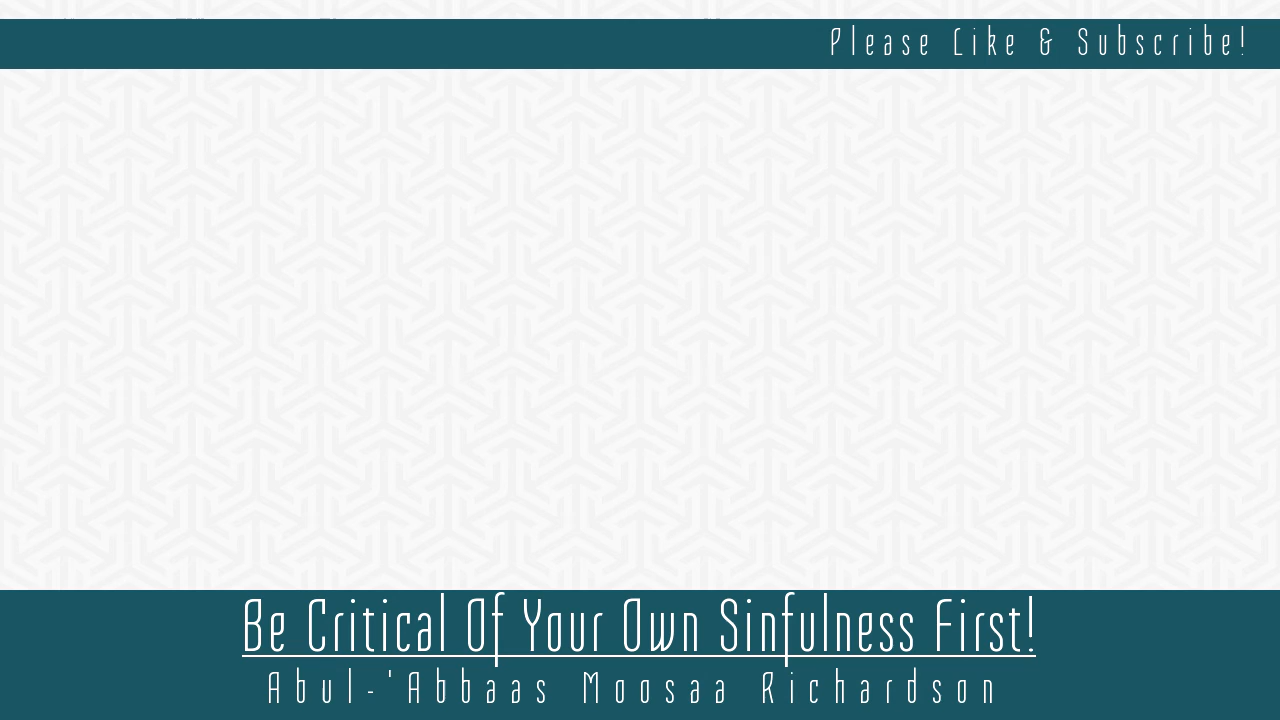 Please Like & Subscribe!
Be Critical Of Your Own Sinfulness First!
Abul-'Abbaas Moosaa Richardson